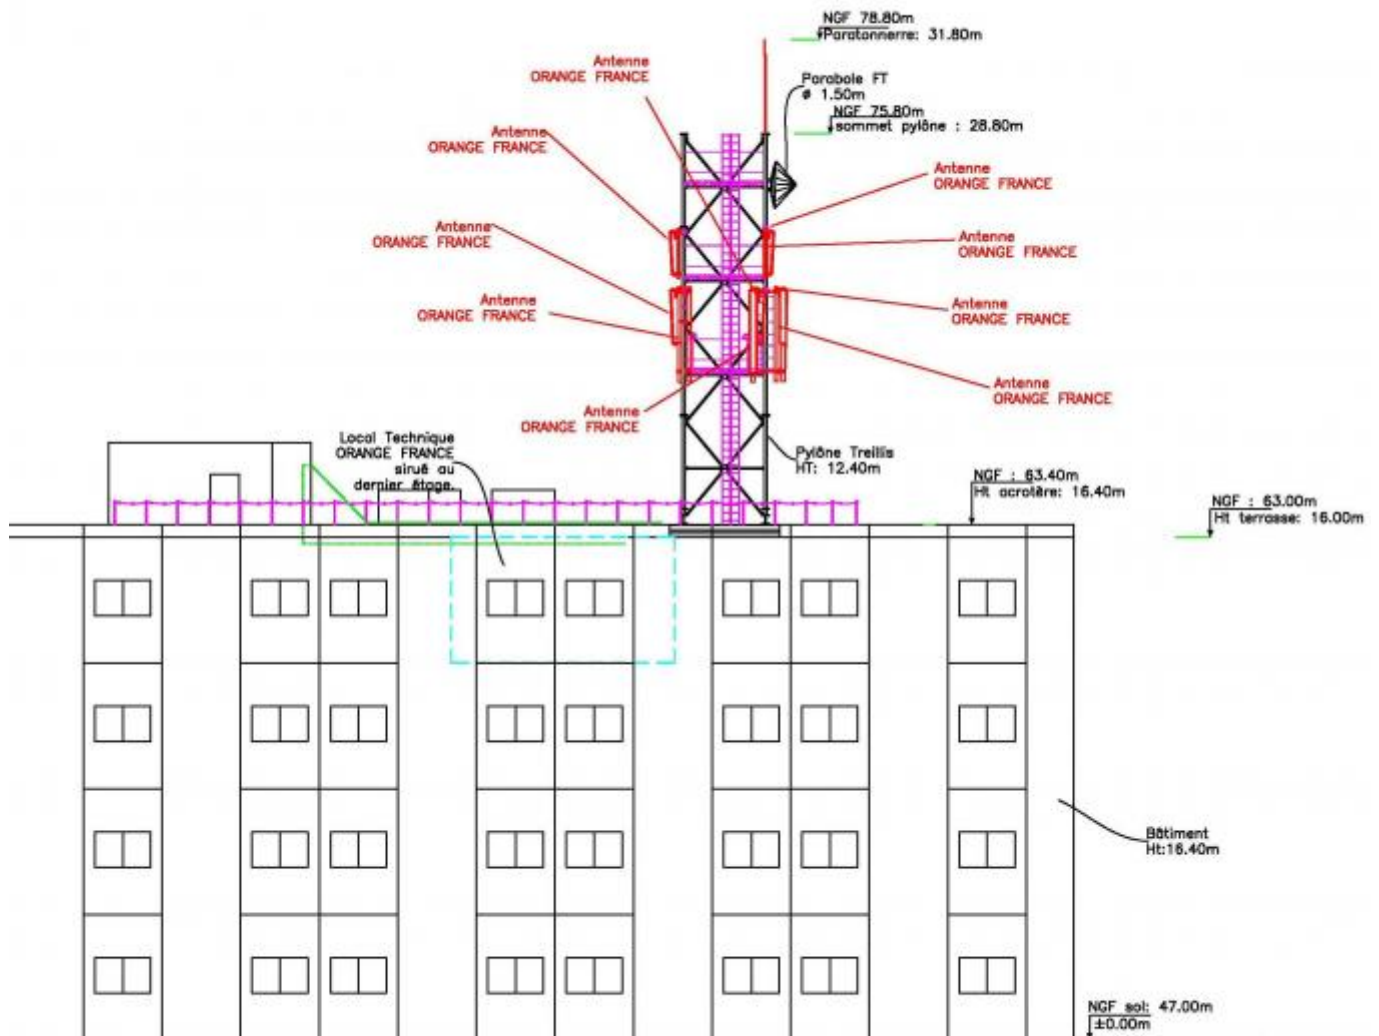 NGF 78.80m
Paratonnerre: 31.80m
Antenne
ORANGE FRANCE
Parabole FT
ø 1.50m
NGF 75.80m
sommet pylône : 28.80m
Antenne
ORANGE FRANCE
Antenne
ORANGE FRANCE
Antenne
ORANGE FRANCE
Antenne
ORANGE FRANCE
Antenne
ORANGE FRANCE
Antenne
ORANGE FRANCE
Antenne
ORANGE FRANCE
Antenne
ORANGE FRANCE
Local Technique
ORANGE FRANCE
sirué au
dernier étage.
Pylône Treillis
HT: 12.40m
NGF : 63.40m
Ht acrotère: 16.40m
NGF : 63.00m
Ht terrasse: 16.00m
Bâtiment
Ht:16.40m
NGF sol: 47.00m
±0.00m